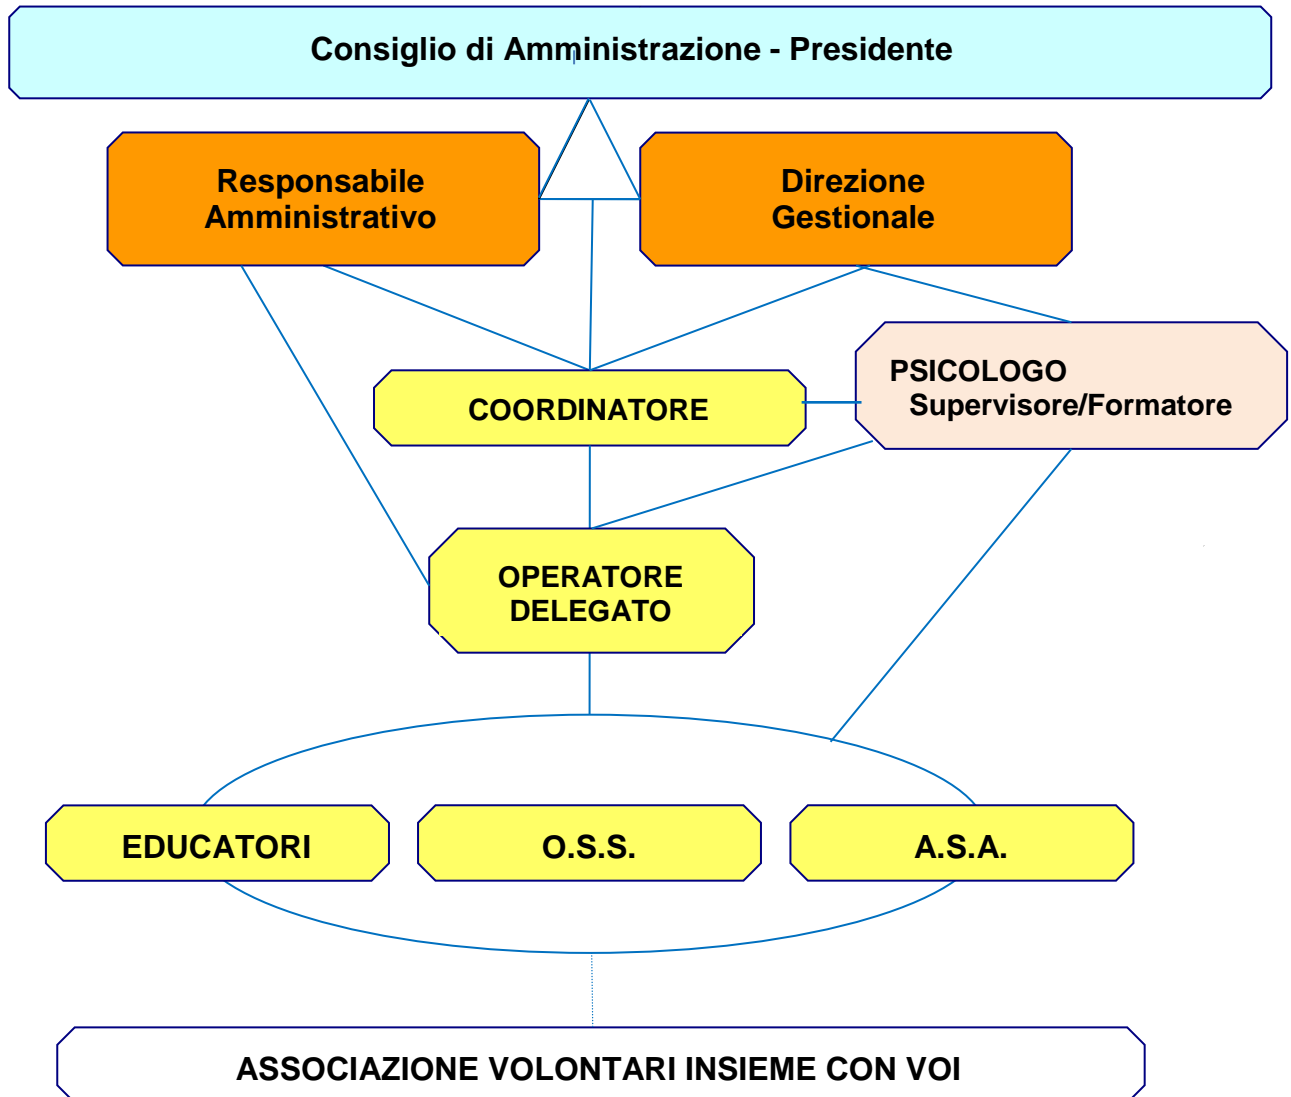 Consiglio di Amministrazione - Presidente
Responsabile
Amministrativo
Direzione
Gestionale
PSICOLOGO
Supervisore/Formatore
COORDINATORE
OPERATORE
DELEGATO
EDUCATORI
O.S.S.
A.S.A.
ASSOCIAZIONE VOLONTARI INSIEME CON VOI